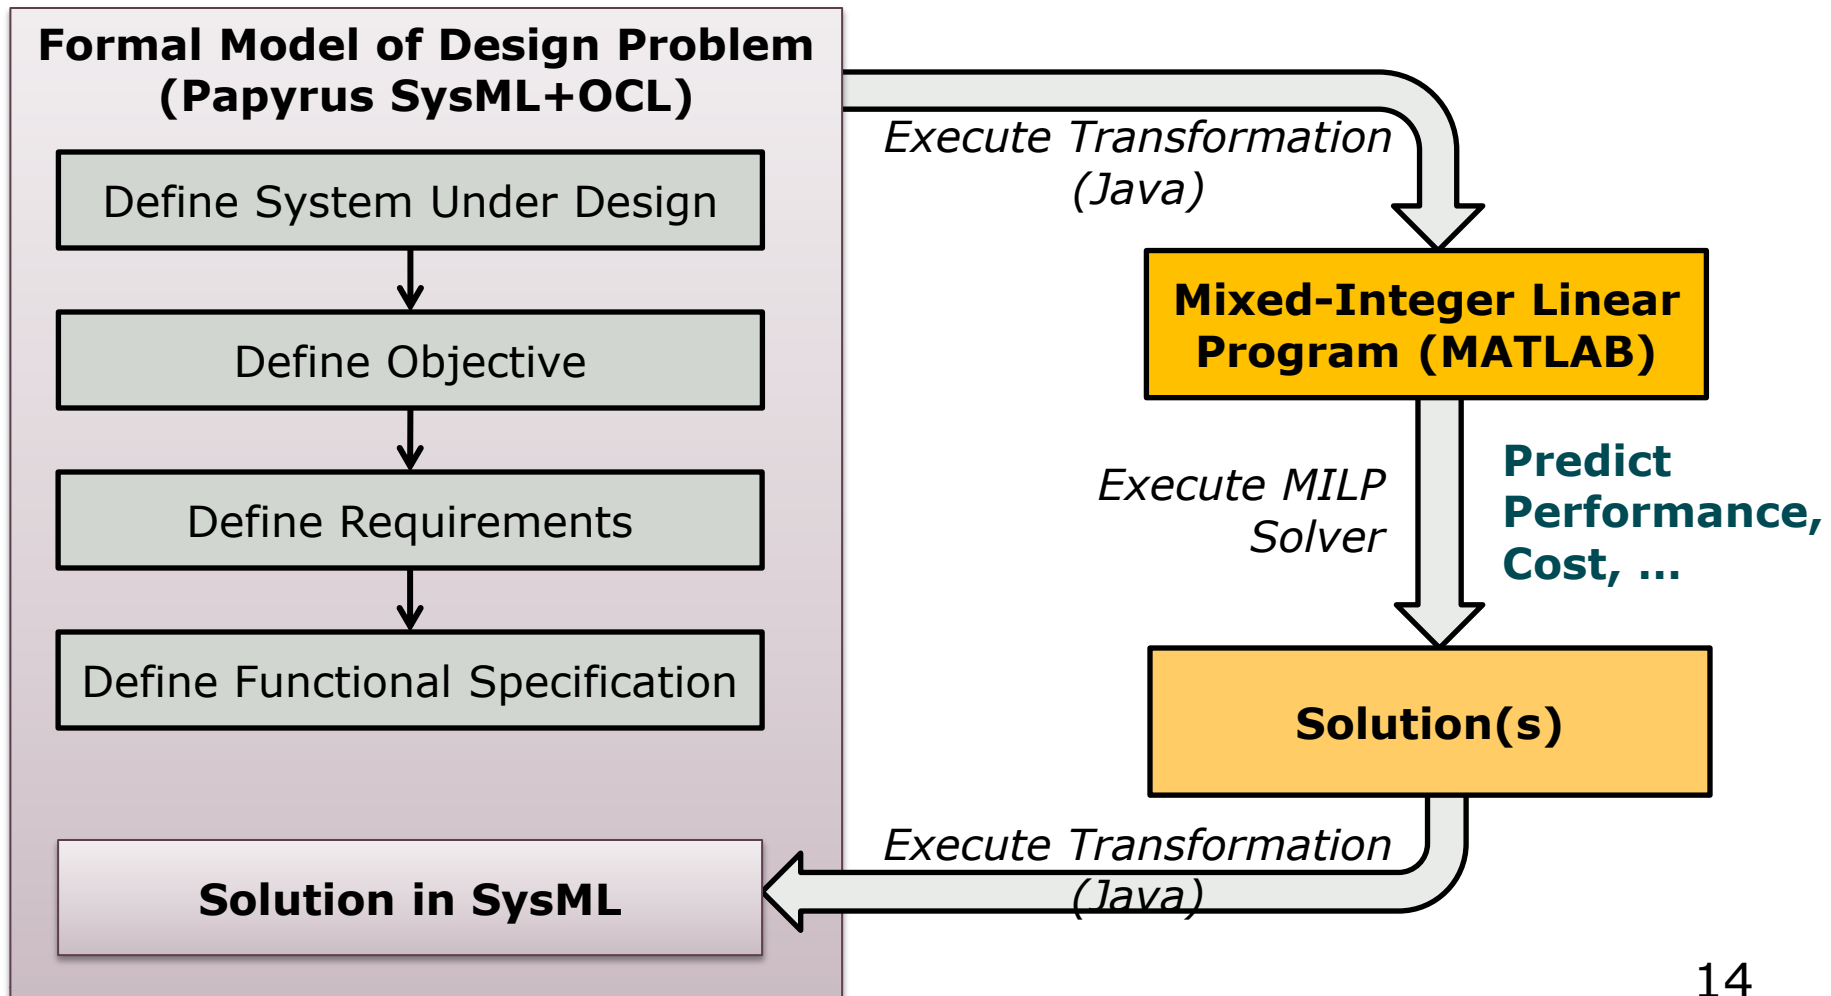 Formal Model of Design Problem
(Papyrus SysML+OCL)
Define System Under Design
Define Objective
Define Requirements
Define Functional Specification
Solution in SysML
Execute Transformation
(Java)
Mixed-Integer Linear
Program (MATLAB)
Execute MILP
Solver
Predict
Performance,
Cost, ...
Solution(s)
Execute Transformation
(Java)
14